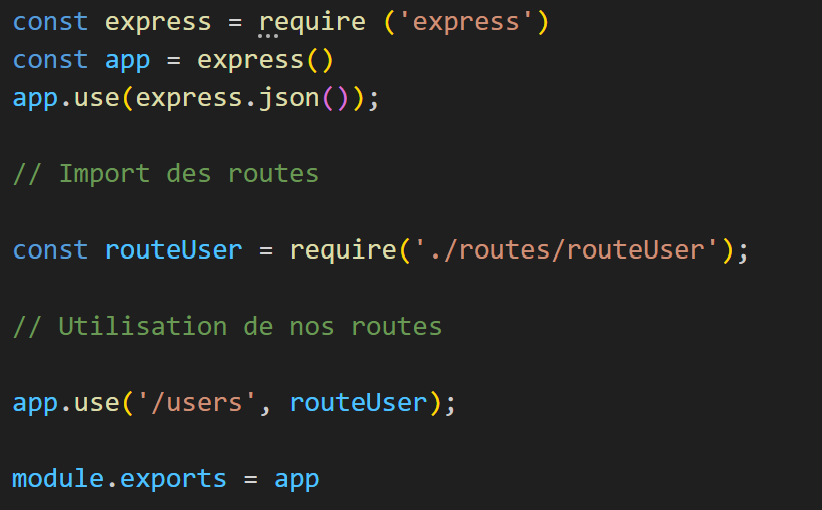 const express = require ('express')
const app = express()
app.use(express.json());
// Import des routes
const routeUser = require('./routes/routeUser');
// Utilisation de nos routes
app.use('/users', routeUser);
module.exports = app